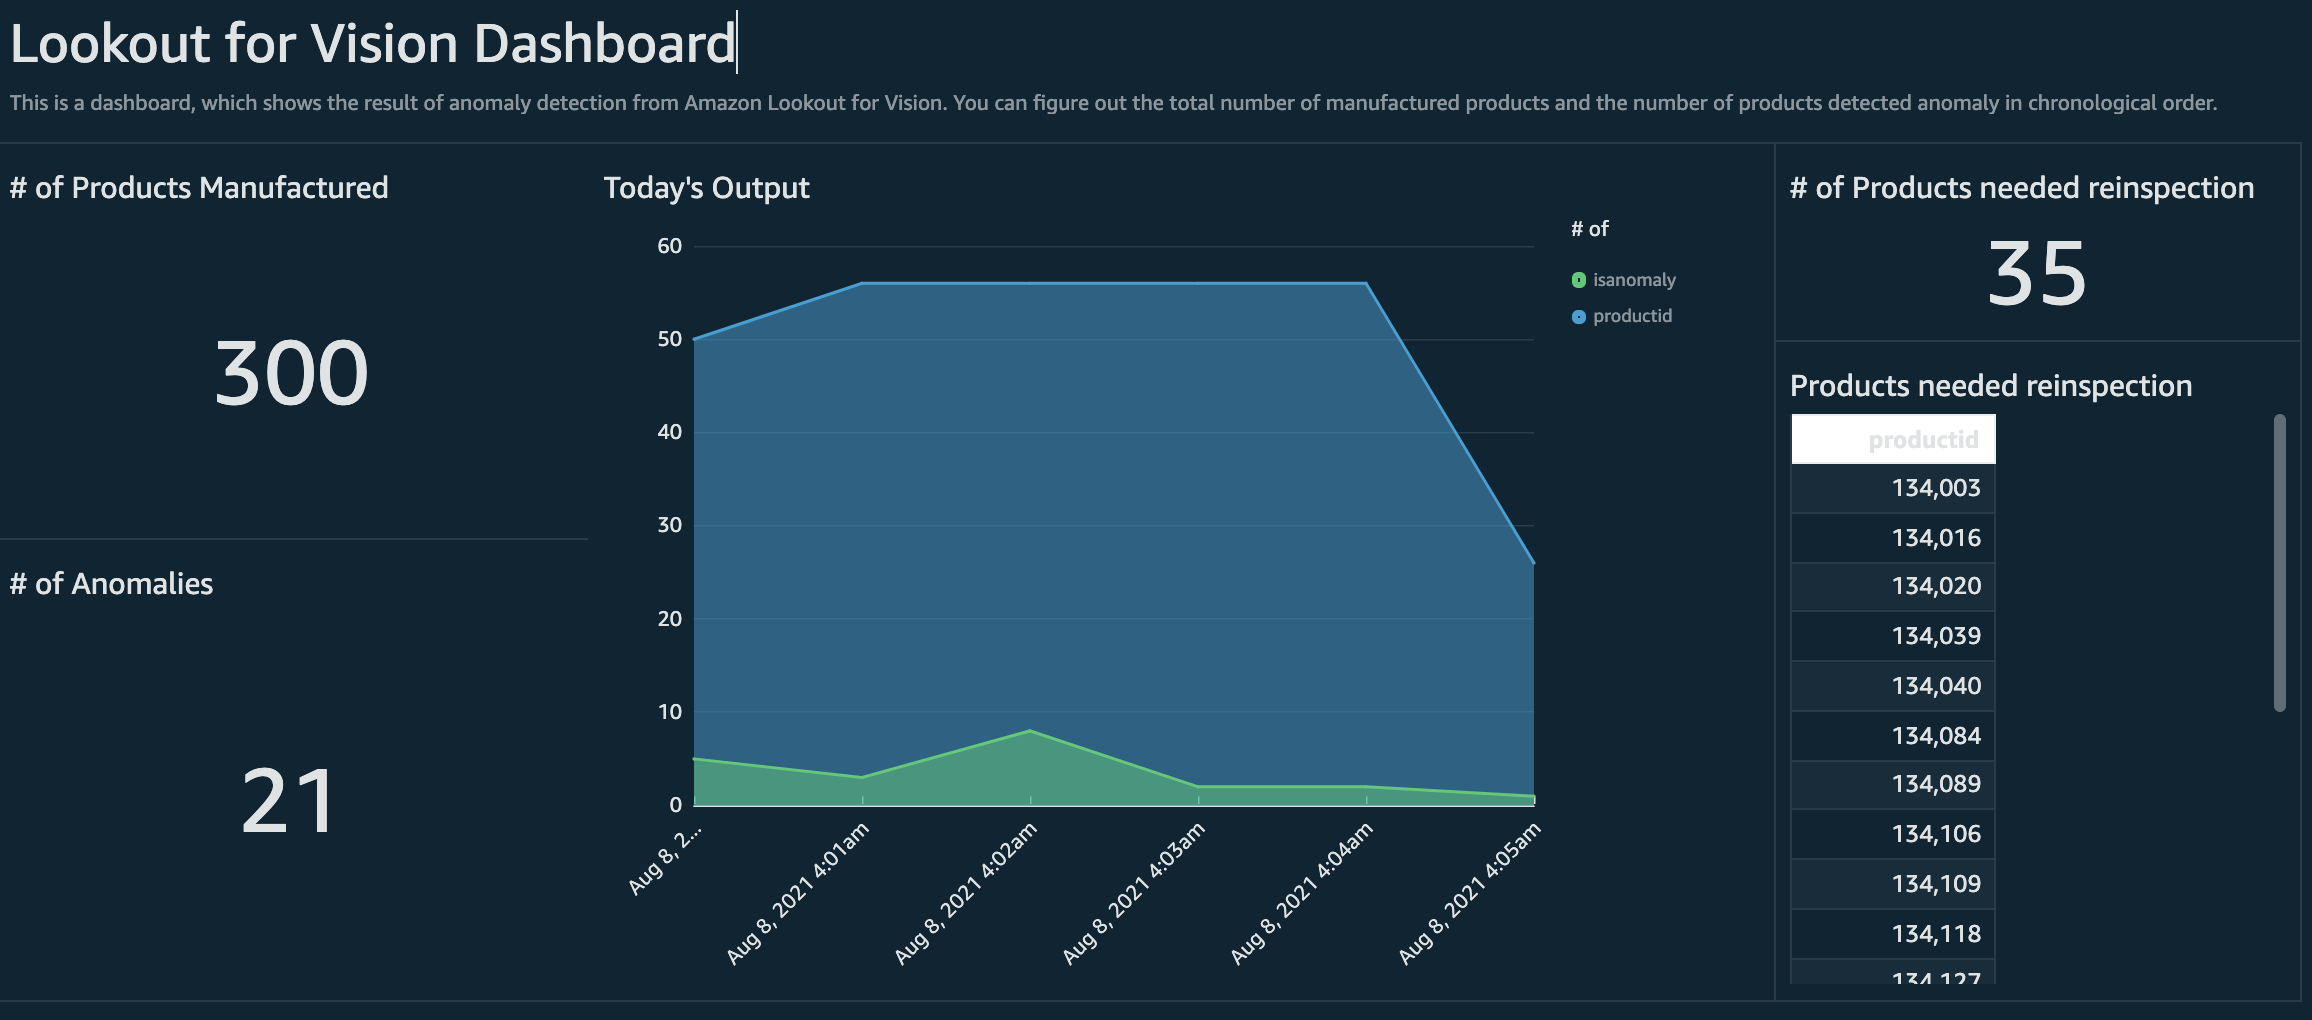 Lookout for Vision Dashboard
This is a dashboard, which shows the result of anomaly detection from Amazon Lookout for Vision. You can figure out the total number of manufactured products and the number of products detected anomaly in chronological order.
# of Products Manufactured
300
# of Anomalies
21
Today's Output
60
50
40
30
20
10
0
Aug 8, 2...
Aug 8, 2021 4:01am
Aug 8, 2021 4:02am
Aug 8, 2021 4:03am
Aug 8, 2021 4:04am
Aug 8, 2021 4:05am
# of
isanomaly
productid
# of Products needed reinspection
35
Products needed reinspection
productid
134,003
134,016
134,020
134,039
134,040
134,084
134,089
134,106
134,109
134,118
134,127